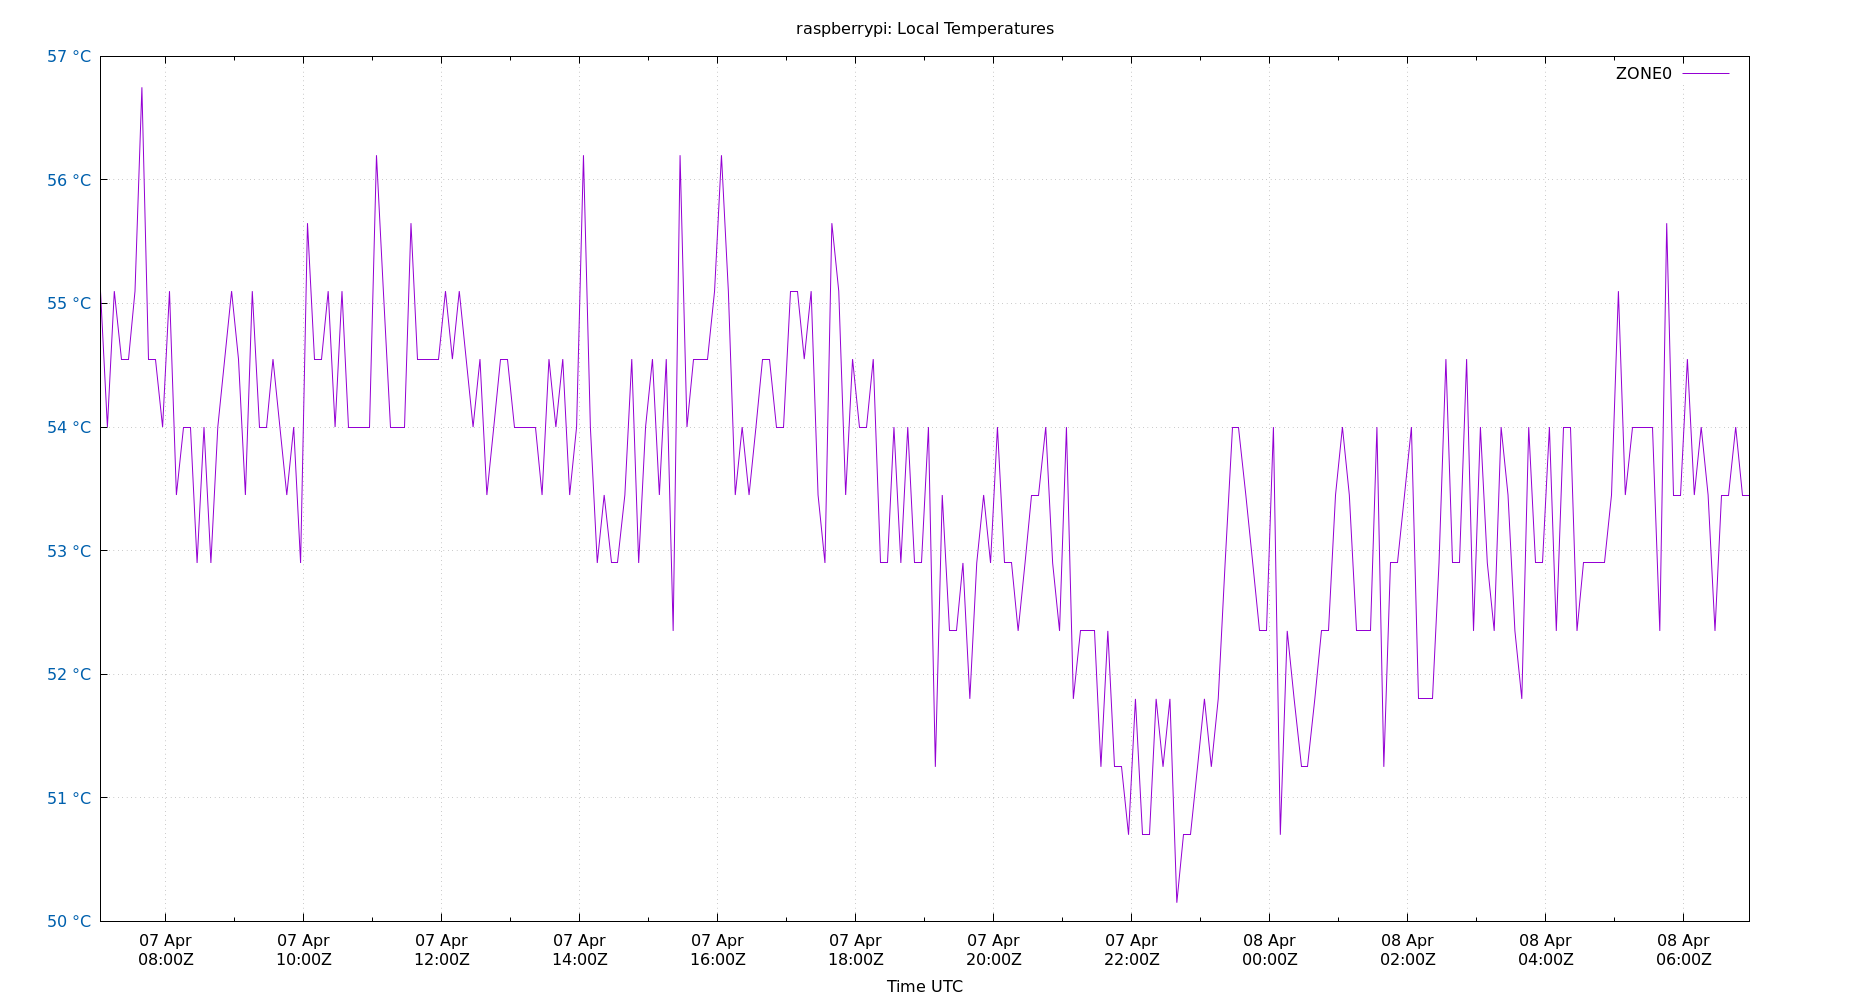 raspberrypi: Local Temperatures
ZONE0
57 °C
56 °C
55 °C
54 °C
53 °C
52 °C
51 °C
50 °C
07 Apr 07 Apr 07 Apr 07 Apr 07 Apr 07 Apr 07 Apr 07 Apr 08 Apr 08 Apr 08 Apr 08 Apr
08:00Z 10:00Z 12:00Z 14:00Z 16:00Z 18:00Z 20:00Z 22:00Z 00:00Z 02:00Z 04:00Z 06:00Z
Time UTC